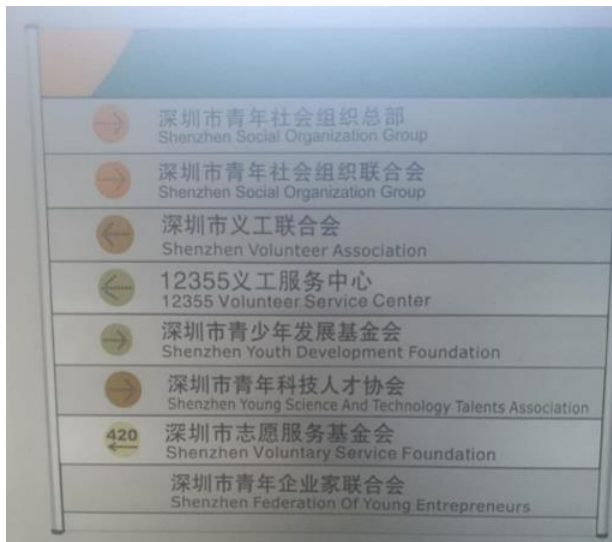 深圳市青年社会组织总部
Shenzhen Social Organization Group
深圳市青年社会组织联合会
Shenzhen Social Organization Group
深圳市义工联合会
Shenzhen Volunteer Association
12355义工服务中心
12355 Volunteer Service Center
深圳市青少年发展基金会
Shenzhen Youth Development Foundation
深圳市青年科技人才协会
Shenzhen Young Science And Technology Talents Association
420
深圳市志愿服务基金会
Shenzhen Voluntary Service Foundation
深圳市青年企业家联合会
Shenzhen Federation Of Young Entrepreneurs